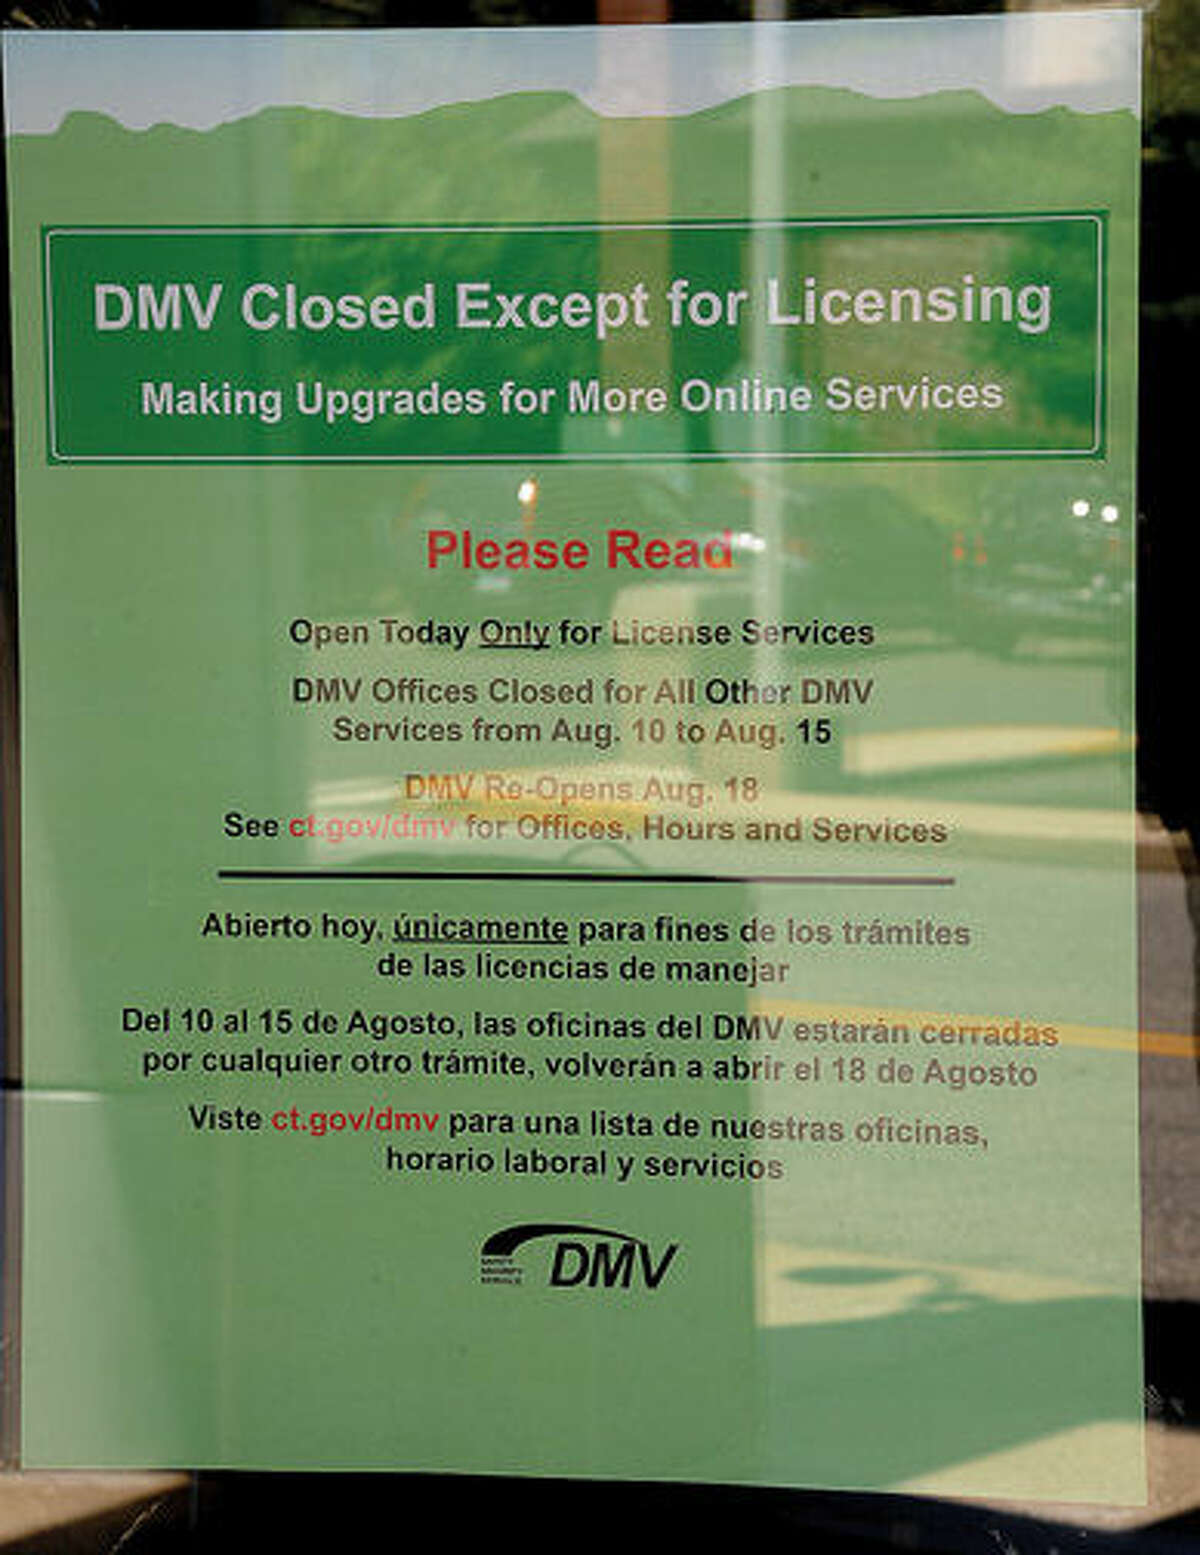 DMV Closed Except for Licensing
Making Upgrades for More Online Services
Please Read
Open Today Only for License Services
DMV Offices Closed for All Other DMV
Services from Aug. 10 to Aug. 15
DMV Re-Opens Aug. 18
See ct.gov/dmv for Offices, Hours and Services
Abierto hoy, únicamente para fines de los trámites
de las licencias de manejar
Del 10 al 15 de Agosto, las oficinas del DMV estarán cerradas
por cualquier otro trámite, volverán a abrir el 18 de Agosto
Viste ct.gov/dmv para una lista de nuestras oficinas,
horario laboral y servicios
DMV